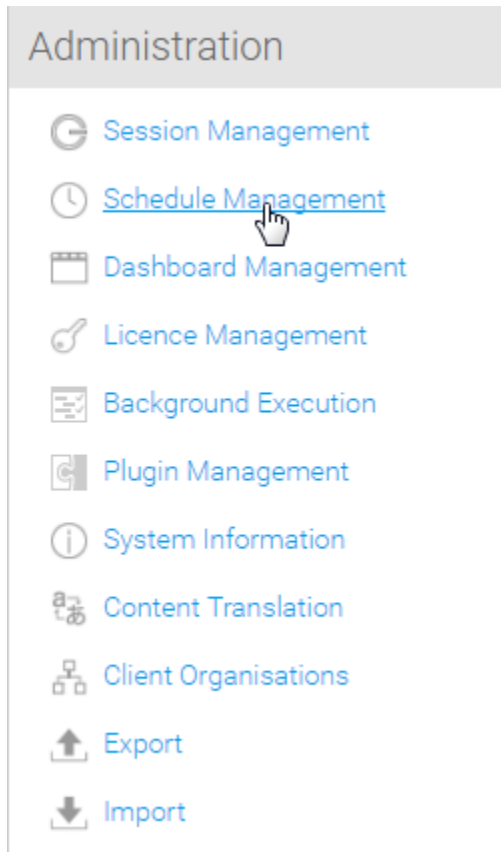 Administration
Session Management
Schedule Management
Dashboard Management
Licence Management
Background Execution
Plugin Management
System Information
Content Translation
Client Organisations
Export
Import